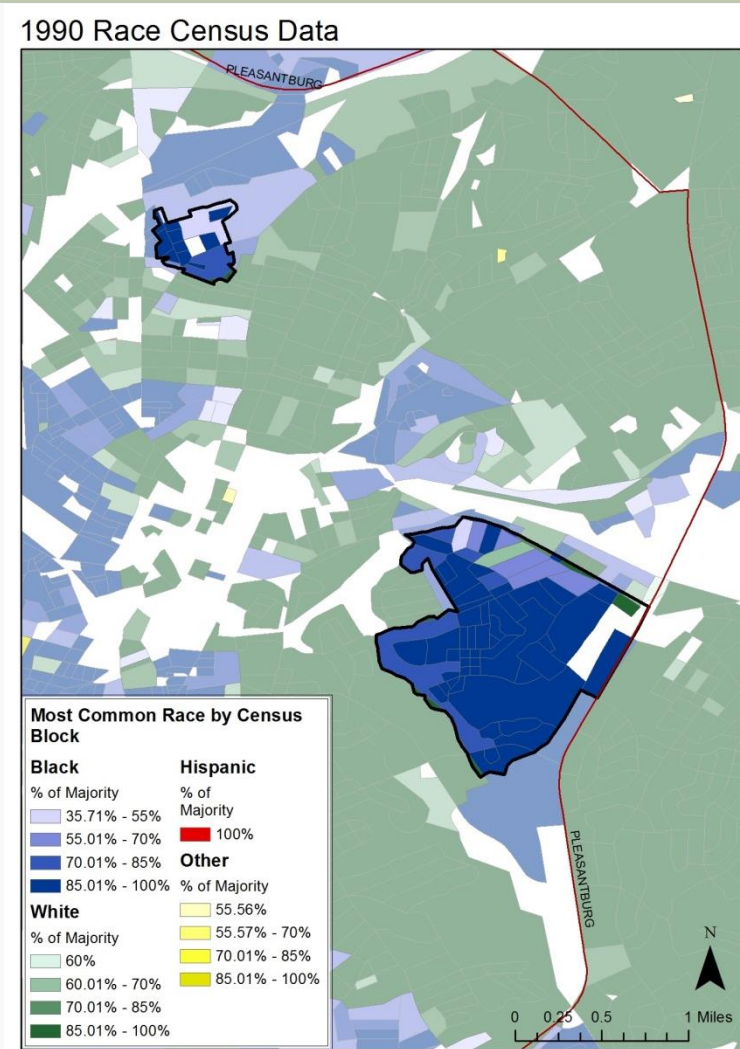 1990 Race Census Data
PLEASANTBURG
PLEASANTBURG
Most Common Race by Census
Block
Black
% of Majority
35.71% - 55%
55.01% - 70%
70.01% - 85%
85.01% - 100%
White
% of Majority
60%
60.01% - 70%
70.01% - 85%
85.01% - 100%
Hispanic
% of
Majority
100%
Other
% of Majority
55.56%
55.57% - 70%
70.01% - 85%
85.01% - 100%
N
0 0.25 0.5 1 Miles